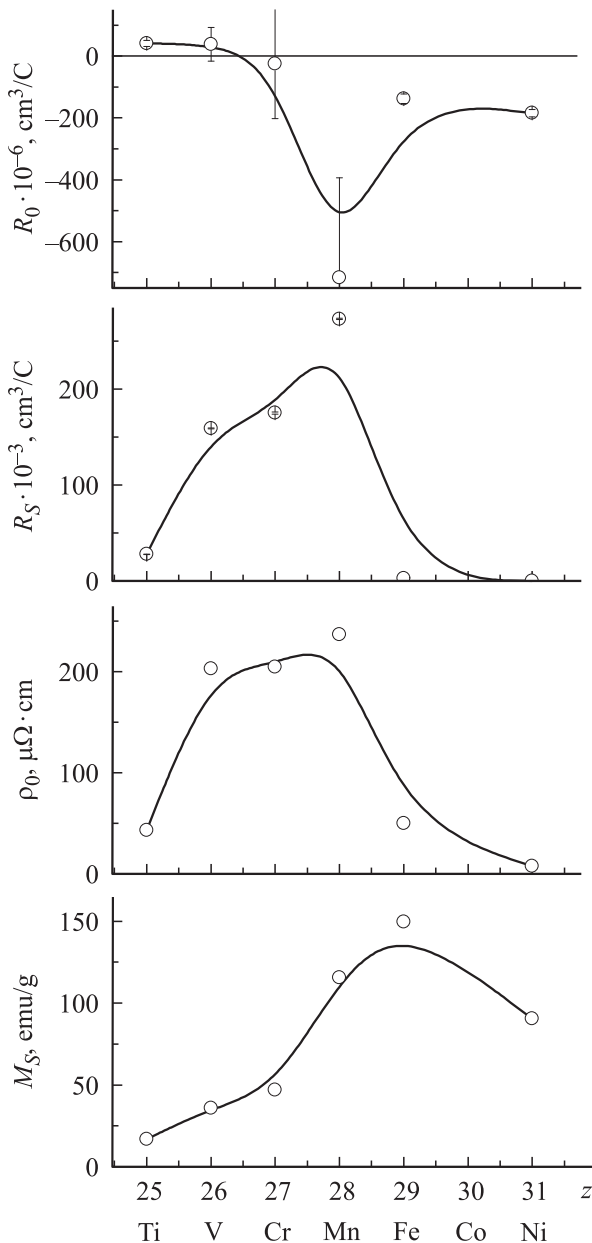 0
−200
−400
−600
R₀·10⁻⁶, cm³/C
200
100
0
R_S·10⁻³, cm³/C
200
100
0
ρ₀, μΩ·cm
150
100
50
0
M_S, emu/g
25 26 27 28 29 30 31 z
Ti V Cr Mn Fe Co Ni